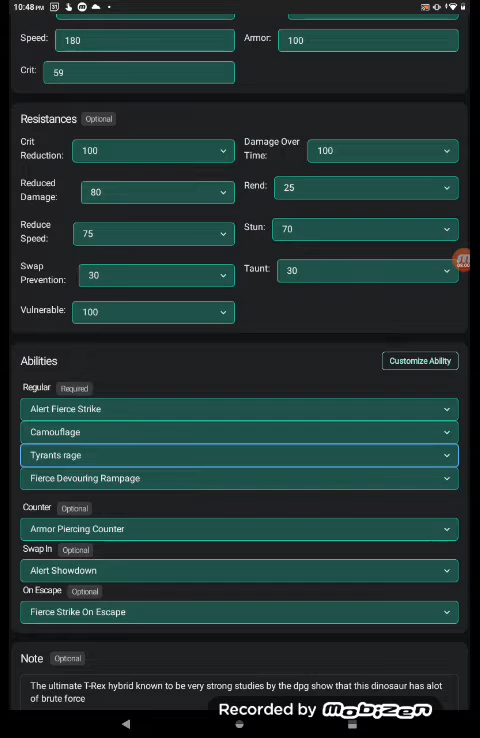 10:48 PM 31
Speed: 180 Armor: 100
Crit: 59
Resistances Optional
Crit Reduction: 100 Damage Over Time: 100
Reduced Damage: 80 Rend: 25
Reduce Speed: 75 Stun: 70
Swap Prevention: 30 Taunt: 30
Vulnerable: 100
Abilities Customize Ability
Regular Required
Alert Fierce Strike
Camouflage
Tyrants rage
Fierce Devouring Rampage
Counter Optional
Armor Piercing Counter
Swap In Optional
Alert Showdown
On Escape Optional
Fierce Strike On Escape
Note Optional
The ultimate T-Rex hybrid known to be very strong studies by the dpg show that this dinosaur has alot
of brute force
Recorded by mobizen